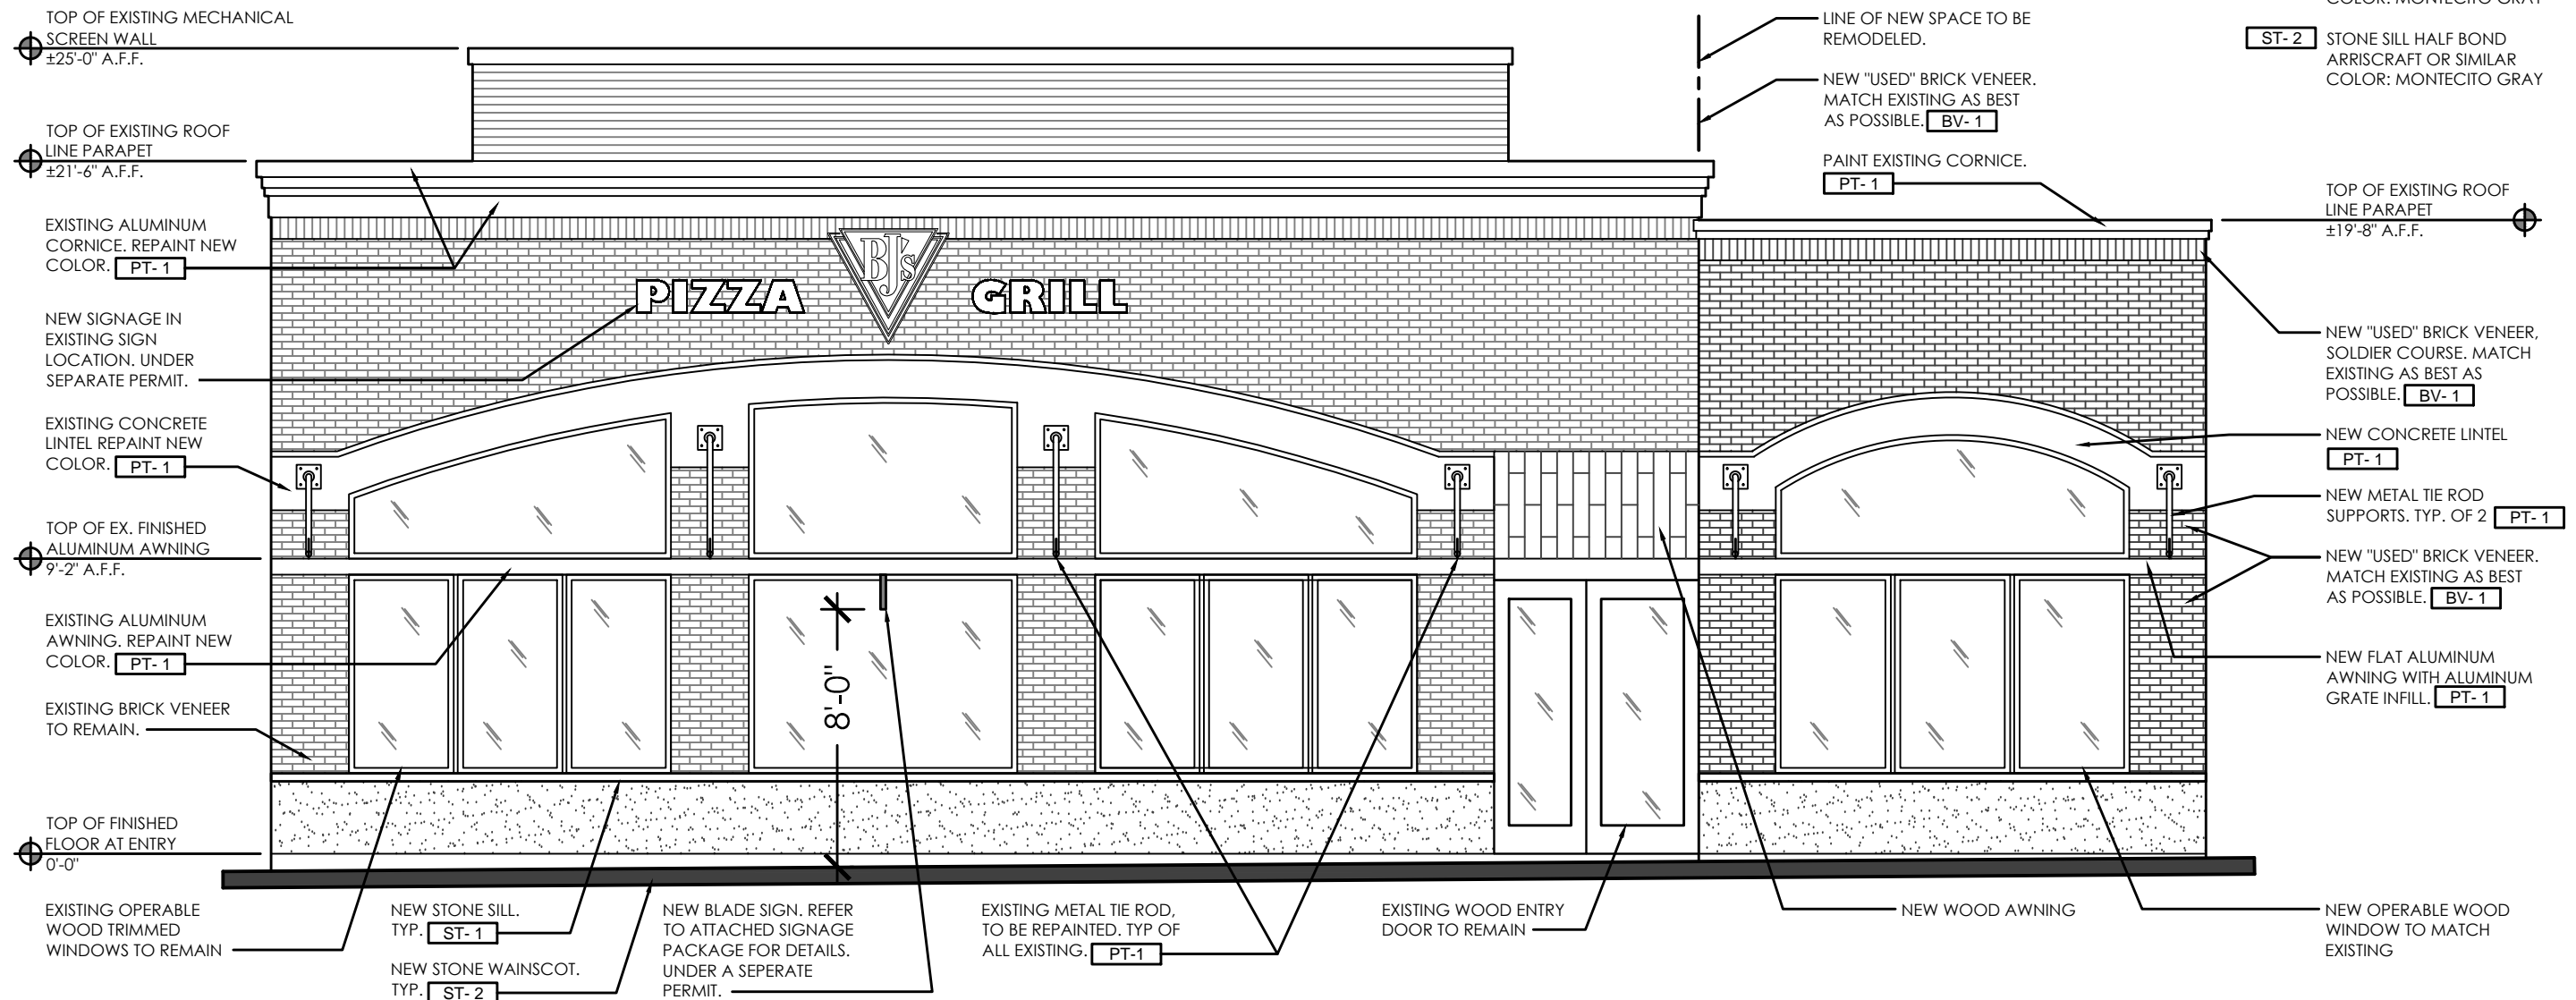 TOP OF EXISTING MECHANICAL
SCREEN WALL
±25'-0" A.F.F.
TOP OF EXISTING ROOF
LINE PARAPET
±21'-6" A.F.F.
EXISTING ALUMINUM
CORNICE. REPAINT NEW
COLOR. PT- 1
NEW SIGNAGE IN
EXISTING SIGN
LOCATION. UNDER
SEPARATE PERMIT.
EXISTING CONCRETE
LINTEL REPAINT NEW
COLOR. PT- 1
TOP OF EX. FINISHED
ALUMINUM AWNING
9'-2" A.F.F.
EXISTING ALUMINUM
AWNING. REPAINT NEW
COLOR. PT- 1
EXISTING BRICK VENEER
TO REMAIN.
TOP OF FINISHED
FLOOR AT ENTRY
0'-0"
EXISTING OPERABLE
WOOD TRIMMED
WINDOWS TO REMAIN
NEW STONE SILL.
TYP. ST- 1
NEW STONE WAINSCOT.
TYP. ST- 2
NEW BLADE SIGN. REFER
TO ATTACHED SIGNAGE
PACKAGE FOR DETAILS.
UNDER A SEPERATE
PERMIT.
EXISTING METAL TIE ROD,
TO BE REPAINTED. TYP OF
ALL EXISTING. PT-1
EXISTING WOOD ENTRY
DOOR TO REMAIN
NEW WOOD AWNING
PIZZA BJ's GRILL
8'-0"
LINE OF NEW SPACE TO BE
REMODELED.
NEW "USED" BRICK VENEER.
MATCH EXISTING AS BEST
AS POSSIBLE. BV- 1
PAINT EXISTING CORNICE.
PT- 1
COLOR: MONTECITO GRAY
ST- 2 STONE SILL HALF BOND
ARRISCRAFT OR SIMILAR
COLOR: MONTECITO GRAY
TOP OF EXISTING ROOF
LINE PARAPET
±19'-8" A.F.F.
NEW "USED" BRICK VENEER,
SOLDIER COURSE. MATCH
EXISTING AS BEST AS
POSSIBLE. BV- 1
NEW CONCRETE LINTEL
PT- 1
NEW METAL TIE ROD
SUPPORTS. TYP. OF 2 PT- 1
NEW "USED" BRICK VENEER.
MATCH EXISTING AS BEST
AS POSSIBLE. BV- 1
NEW FLAT ALUMINUM
AWNING WITH ALUMINUM
GRATE INFILL. PT- 1
NEW OPERABLE WOOD
WINDOW TO MATCH
EXISTING